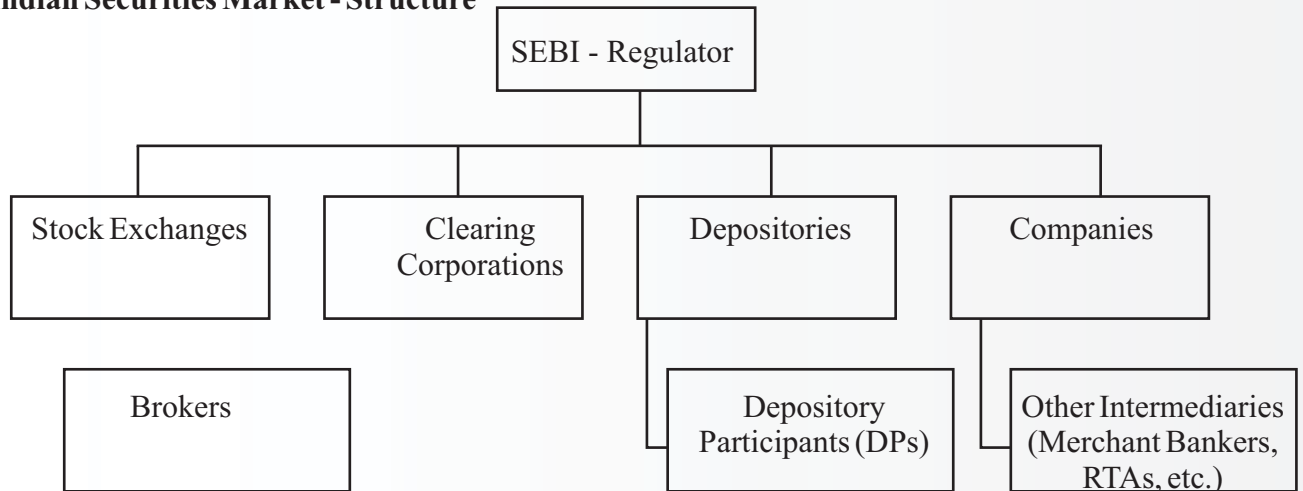 ndian Securities Market - Structure
SEBI - Regulator
Stock Exchanges
Clearing
Corporations
Depositories
Companies
Brokers
Depository
Participants (DPs)
Other Intermediaries
(Merchant Bankers,
RTAs, etc.)